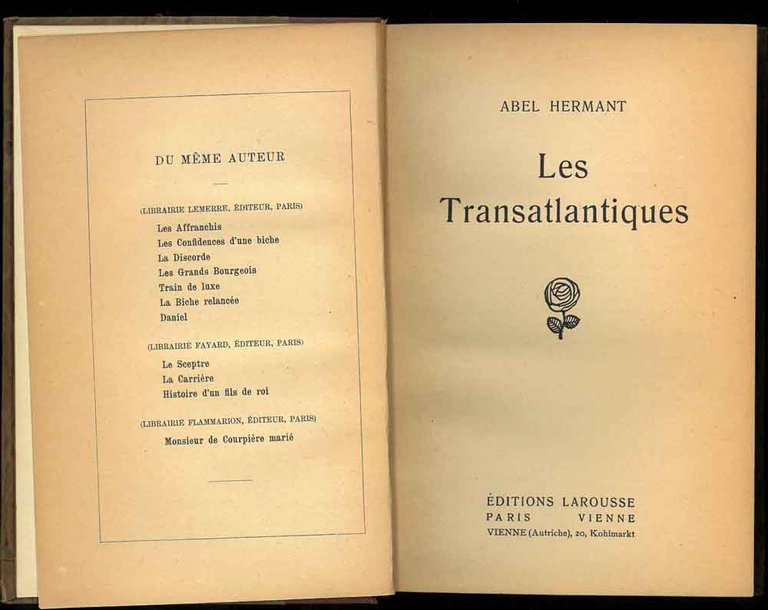 DU MÊME AUTEUR
(LIBRAIRIE LEMERRE, ÉDITEUR, PARIS)
Les Affranchis
Les Confidences d'une biche
La Discorde
Les Grands Bourgeois
Train de luxe
La Biche relancée
Daniel
(LIBRAIRIE FAYARD, ÉDITEUR, PARIS)
Le Sceptre
La Carrière
Histoire d'un fils de roi
(LIBRAIRIE FLAMMARION, ÉDITEUR, PARIS)
Monsieur de Courpière marié
ABEL HERMANT
Les
Transatlantiques
ÉDITIONS LAROUSSE
PARIS VIENNE
VIENNE (Autriche), 20, Kohlmarkt